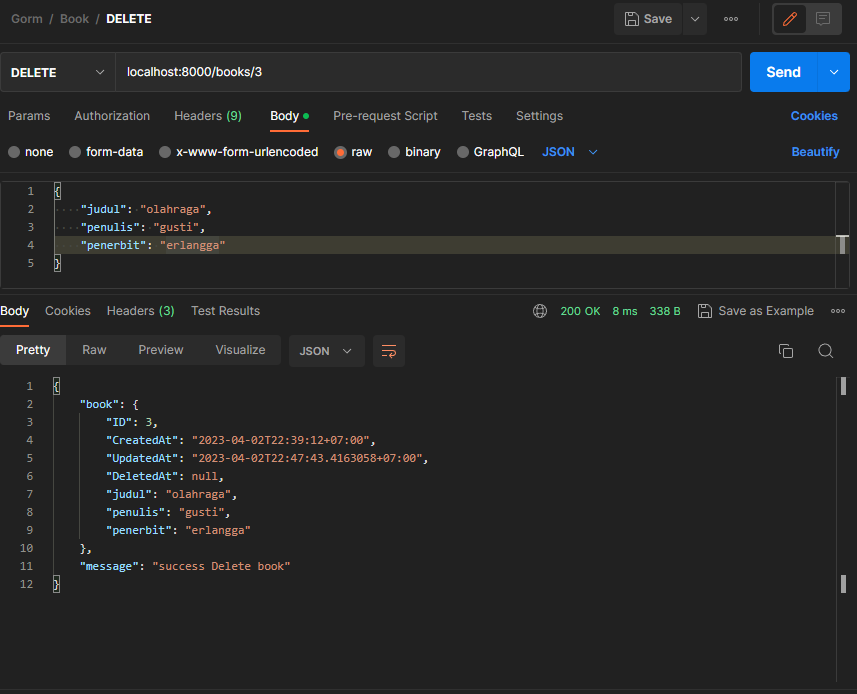 Gorm / Book / DELETE
Save
DELETE
localhost:8000/books/3
Send
Params Authorization Headers (9) Body Pre-request Script Tests Settings Cookies
none form-data x-www-form-urlencoded raw binary GraphQL JSON Beautify
1 {
2 ····"judul":·"olahraga",
3 ····"penulis":·"gusti",
4 ····"penerbit":·"erlangga"
5 }
Body Cookies Headers (3) Test Results 200 OK 8 ms 338 B Save as Example
Pretty Raw Preview Visualize JSON
1 {
2 "book": {
3 "ID": 3,
4 "CreatedAt": "2023-04-02T22:39:12+07:00",
5 "UpdatedAt": "2023-04-02T22:47:43.4163058+07:00",
6 "DeletedAt": null,
7 "judul": "olahraga",
8 "penulis": "gusti",
9 "penerbit": "erlangga"
10 },
11 "message": "success Delete book"
12 }